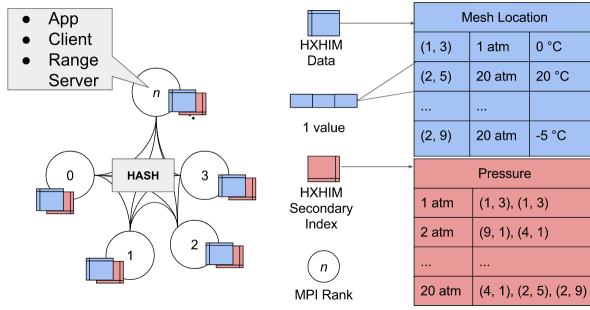 ● App
● Client
● Range
Server
n
0
HASH
3
1
2
HXHIM
Data
1 value
HXHIM
Secondary
Index
n
MPI Rank
Mesh Location
(1, 3) 1 atm 0 °C
(2, 5) 20 atm 20 °C
... ...
(2, 9) 20 atm -5 °C
Pressure
1 atm (1, 3), (1, 3)
2 atm (9, 1), (4, 1)
... ...
20 atm (4, 1), (2, 5), (2, 9)